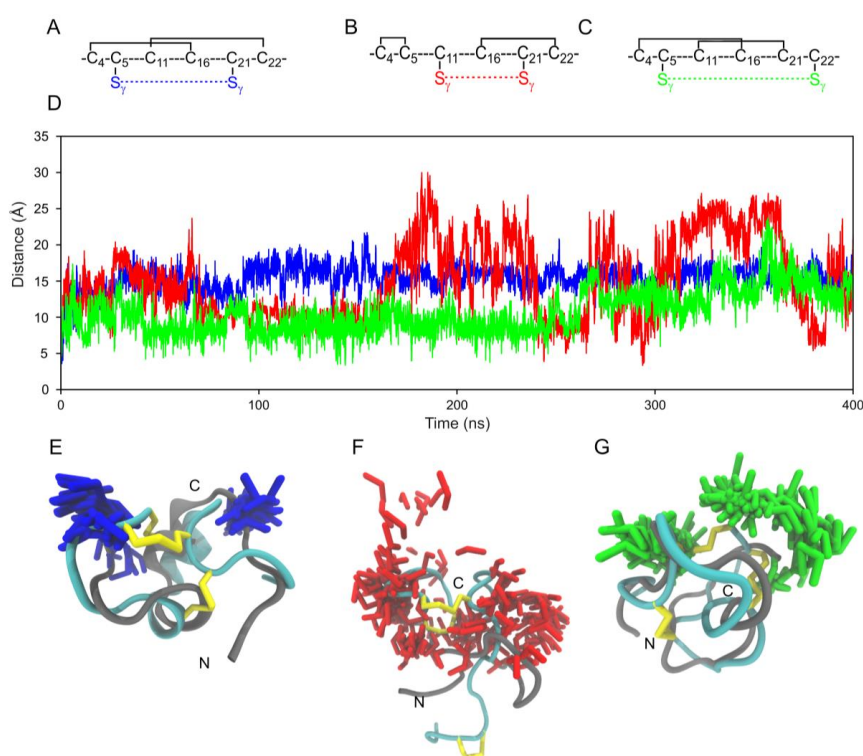 A
-C₄-C₅---C₁₁---C₁₆---C₂₁-C₂₂--
Sᵧ Sᵧ
B
-C₄-C₅---C₁₁---C₁₆---C₂₁-C₂₂--
Sᵧ Sᵧ
C
-C₄-C₅---C₁₁---C₁₆---C₂₁-C₂₂-
Sᵧ Sᵧ
D
Distance (Å)
35
30
25
20
15
10
5
0
0 100 200 300 400
Time (ns)
E
C
N
F
C
N
G
C
N